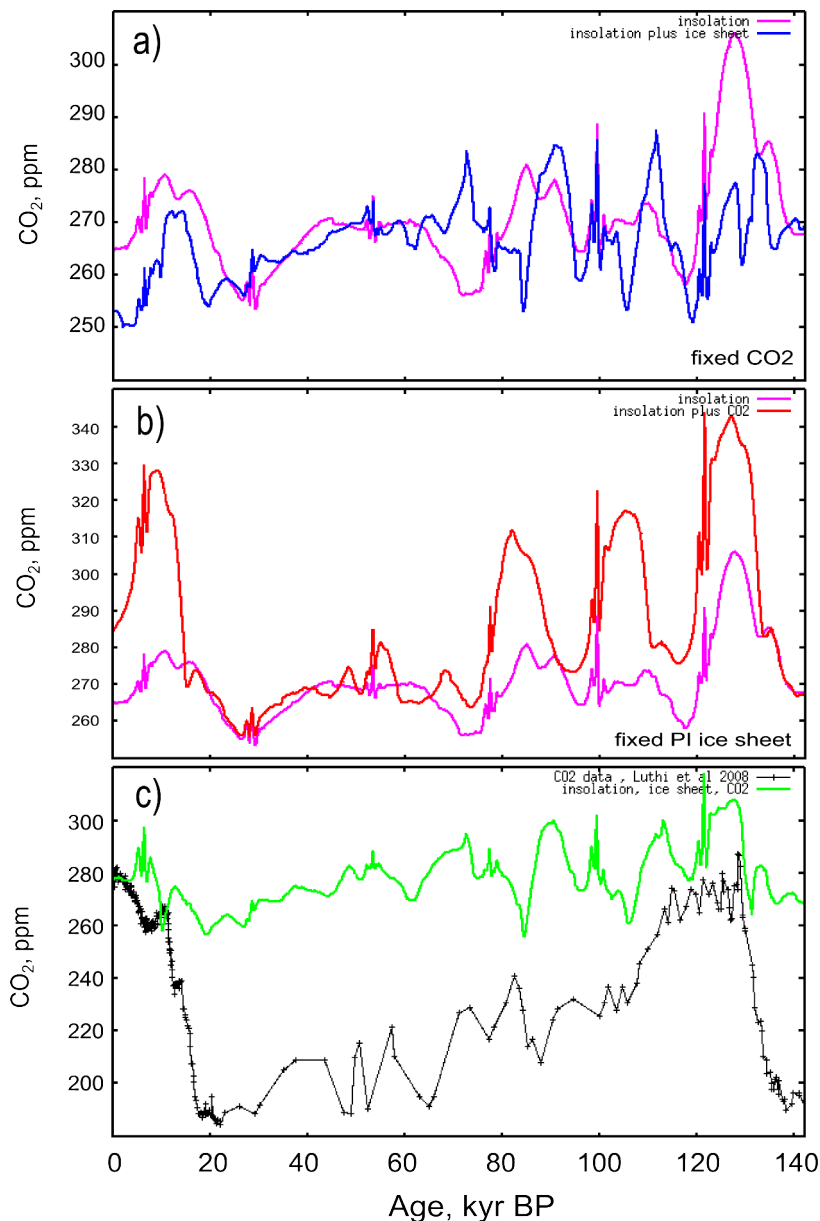 a)
insolation
insolation plus ice sheet
310
300
290
280
270
260
250
CO2, ppm
fixed CO2
b)
insolation
insolation plus CO2
340
330
320
310
300
290
280
270
260
CO2, ppm
fixed PI ice sheet
c)
CO2 data , Luthi et al 2008
insolation, ice sheet, CO2
300
280
260
240
220
200
CO2, ppm
0 20 40 60 80 100 120 140
Age, kyr BP